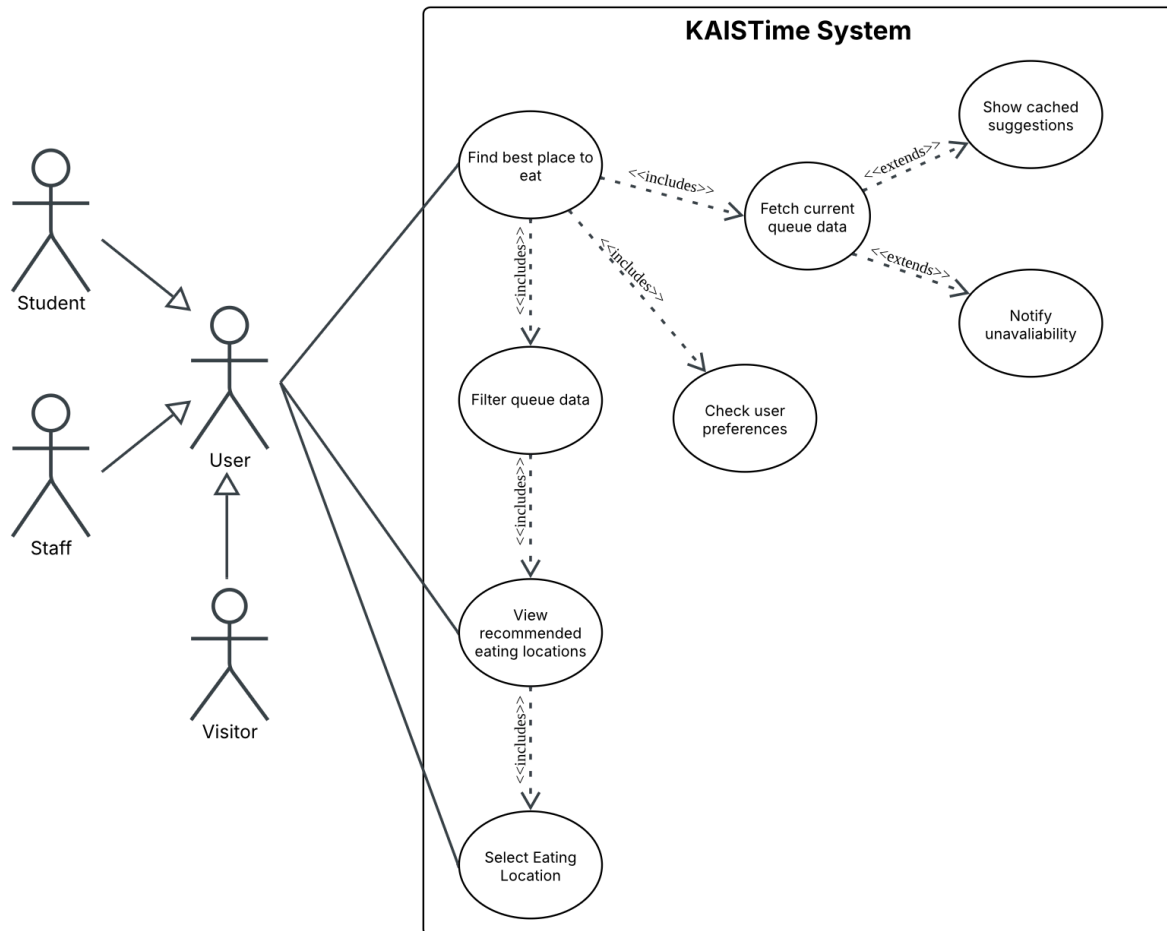 KAISTime System
Show cached
suggestions
Find best place to
eat
<<includes>>
<<extends>>
Fetch current
queue data
<<extends>>
<<includes>>
<<includes>>
Student
Notify
unavaliability
Filter queue data
Check user
preferences
User
<<includes>>
Staff
View
recommended
eating locations
Visitor
<<includes>>
Select Eating
Location